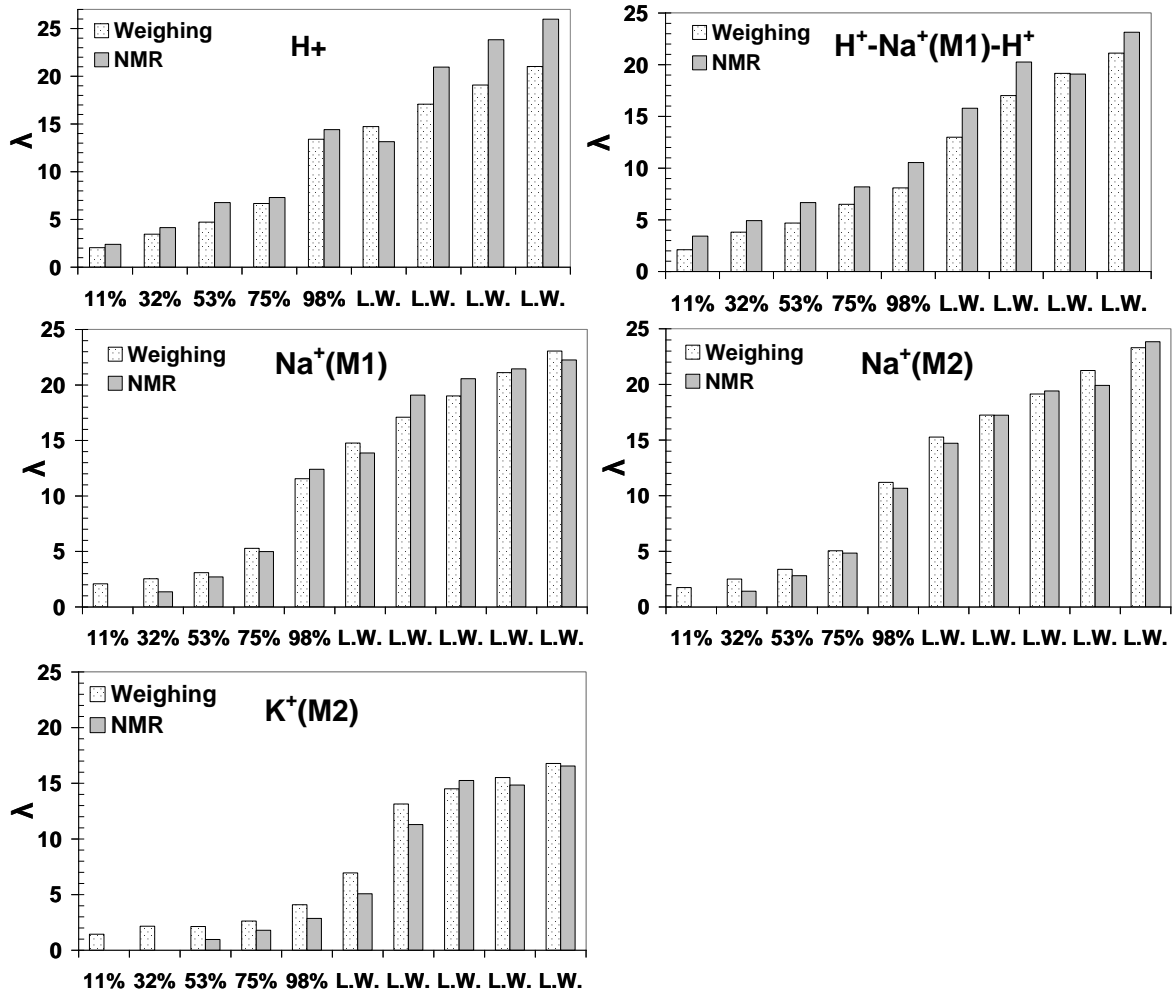 H+
Weighing
NMR
λ
25
20
15
10
5
0
11% 32% 53% 75% 98% L.W. L.W. L.W. L.W.
H⁺-Na⁺(M1)-H⁺
Weighing
NMR
λ
25
20
15
10
5
0
11% 32% 53% 75% 98% L.W. L.W. L.W. L.W.
Na⁺(M1)
Weighing
NMR
λ
25
20
15
10
5
0
11% 32% 53% 75% 98% L.W. L.W. L.W. L.W. L.W.
Na⁺(M2)
Weighing
NMR
λ
25
20
15
10
5
0
11% 32% 53% 75% 98% L.W. L.W. L.W. L.W. L.W.
K⁺(M2)
Weighing
NMR
λ
25
20
15
10
5
0
11% 32% 53% 75% 98% L.W. L.W. L.W. L.W. L.W.